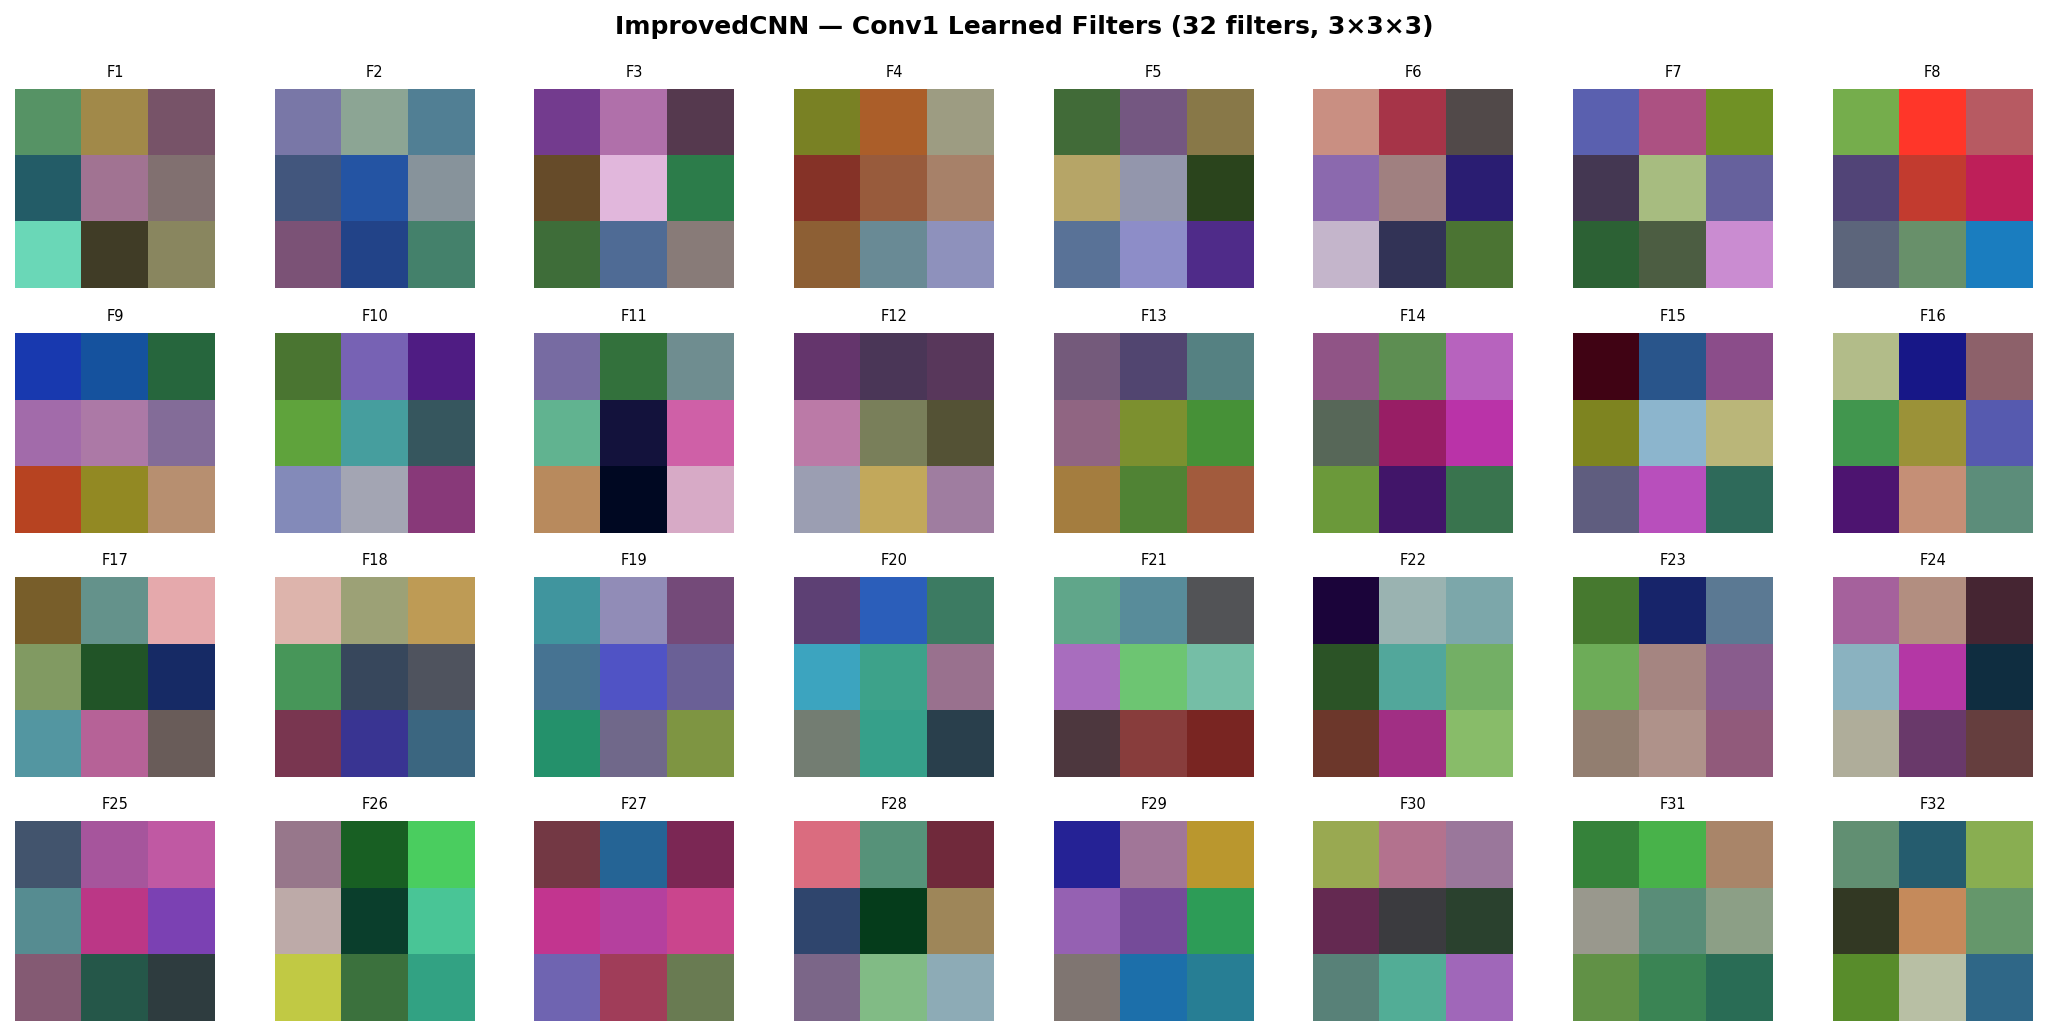 ImprovedCNN — Conv1 Learned Filters (32 filters, 3×3×3)
F1 F2 F3 F4 F5 F6 F7 F8
F9 F10 F11 F12 F13 F14 F15 F16
F17 F18 F19 F20 F21 F22 F23 F24
F25 F26 F27 F28 F29 F30 F31 F32